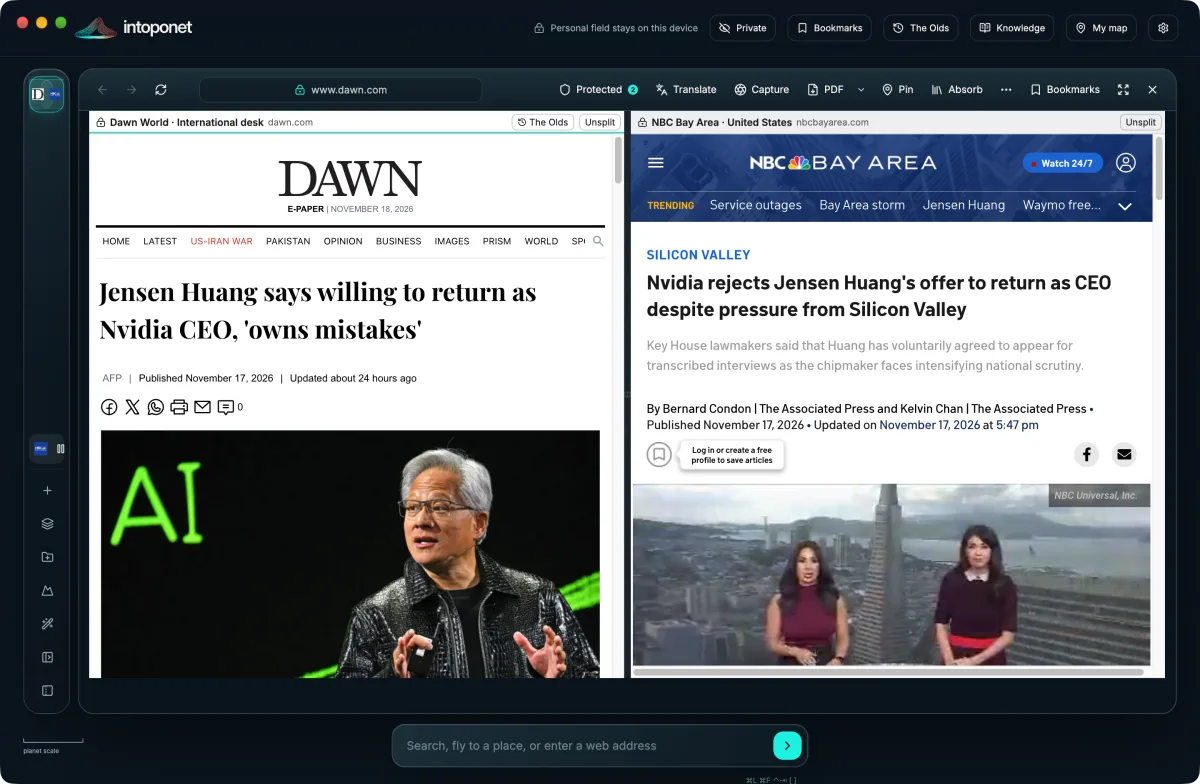 intoponet
Personal field stays on this device
Private
Bookmarks
The Olds
Knowledge
My map
www.dawn.com
Protected 2
Translate
Capture
PDF
Pin
Absorb
Bookmarks
Dawn World · International desk dawn.com
The Olds
Unsplit
DAWN
E-PAPER | NOVEMBER 18, 2026
HOME LATEST US-IRAN WAR PAKISTAN OPINION BUSINESS IMAGES PRISM WORLD SP
Jensen Huang says willing to return as
Nvidia CEO, 'owns mistakes'
AFP | Published November 17, 2026 | Updated about 24 hours ago
0
AI
NBC Bay Area · United States nbcbayarea.com
Unsplit
NBC BAY AREA
Watch 24/7
TRENDING Service outages Bay Area storm Jensen Huang Waymo free...
SILICON VALLEY
Nvidia rejects Jensen Huang's offer to return as CEO
despite pressure from Silicon Valley
Key House lawmakers said that Huang has voluntarily agreed to appear for
transcribed interviews as the chipmaker faces intensifying national scrutiny.
By Bernard Condon | The Associated Press and Kelvin Chan | The Associated Press •
Published November 17, 2026 • Updated on November 17, 2026 at 5:47 pm
Log in or create a free
profile to save articles
NBC Universal, Inc.
planet scale
Search, fly to a place, or enter a web address
⌘L ⌘F